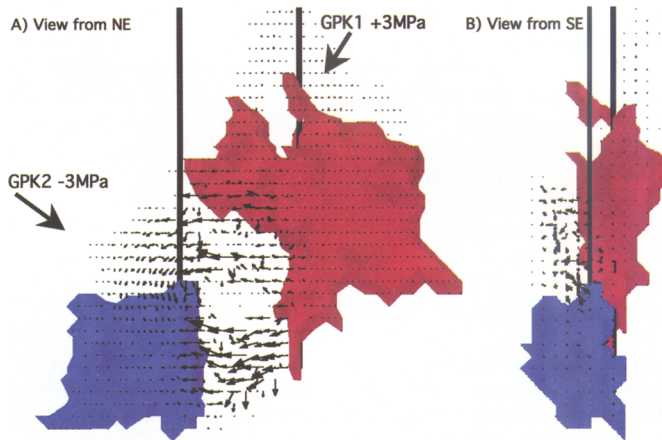 A) View from NE
GPK1 +3MPa
B) View from SE
GPK2 -3MPa